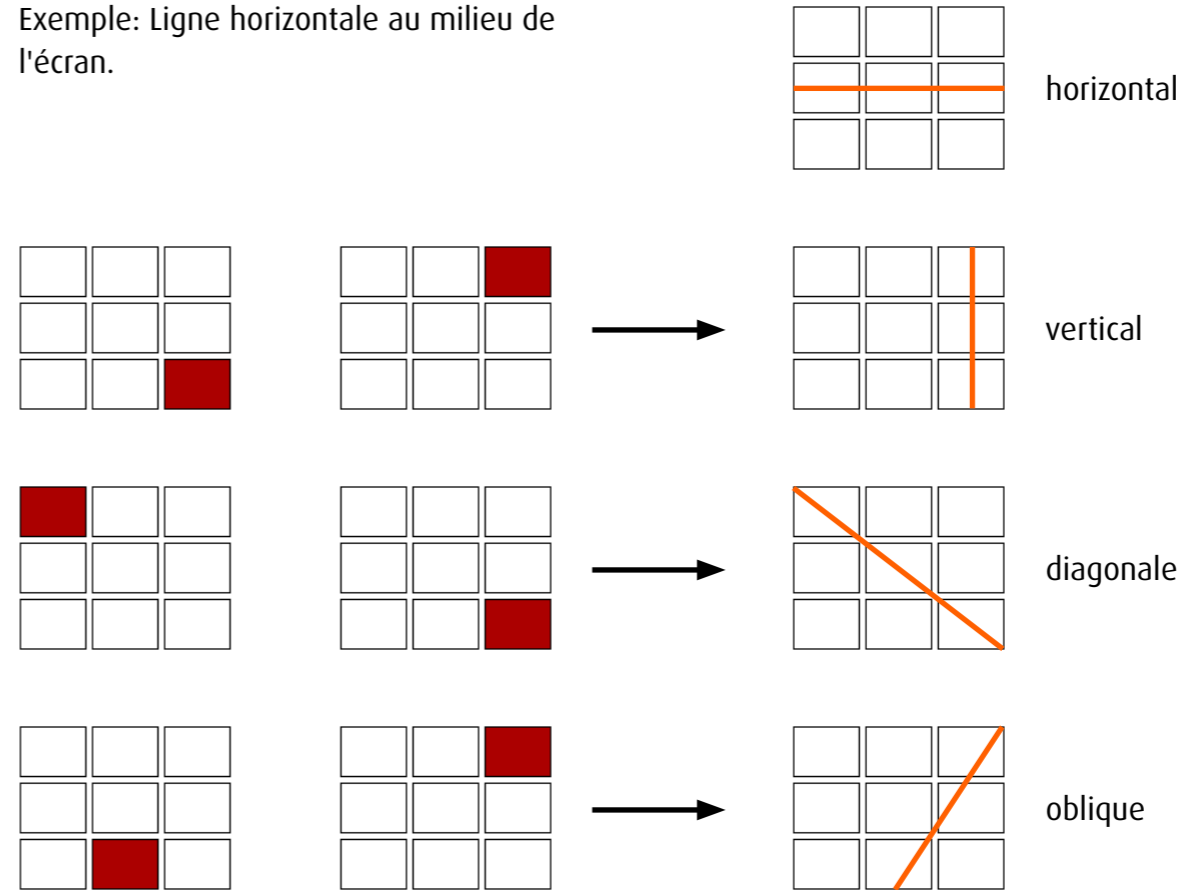 Exemple: Ligne horizontale au milieu de
l'écran.
horizontal
vertical
diagonale
oblique